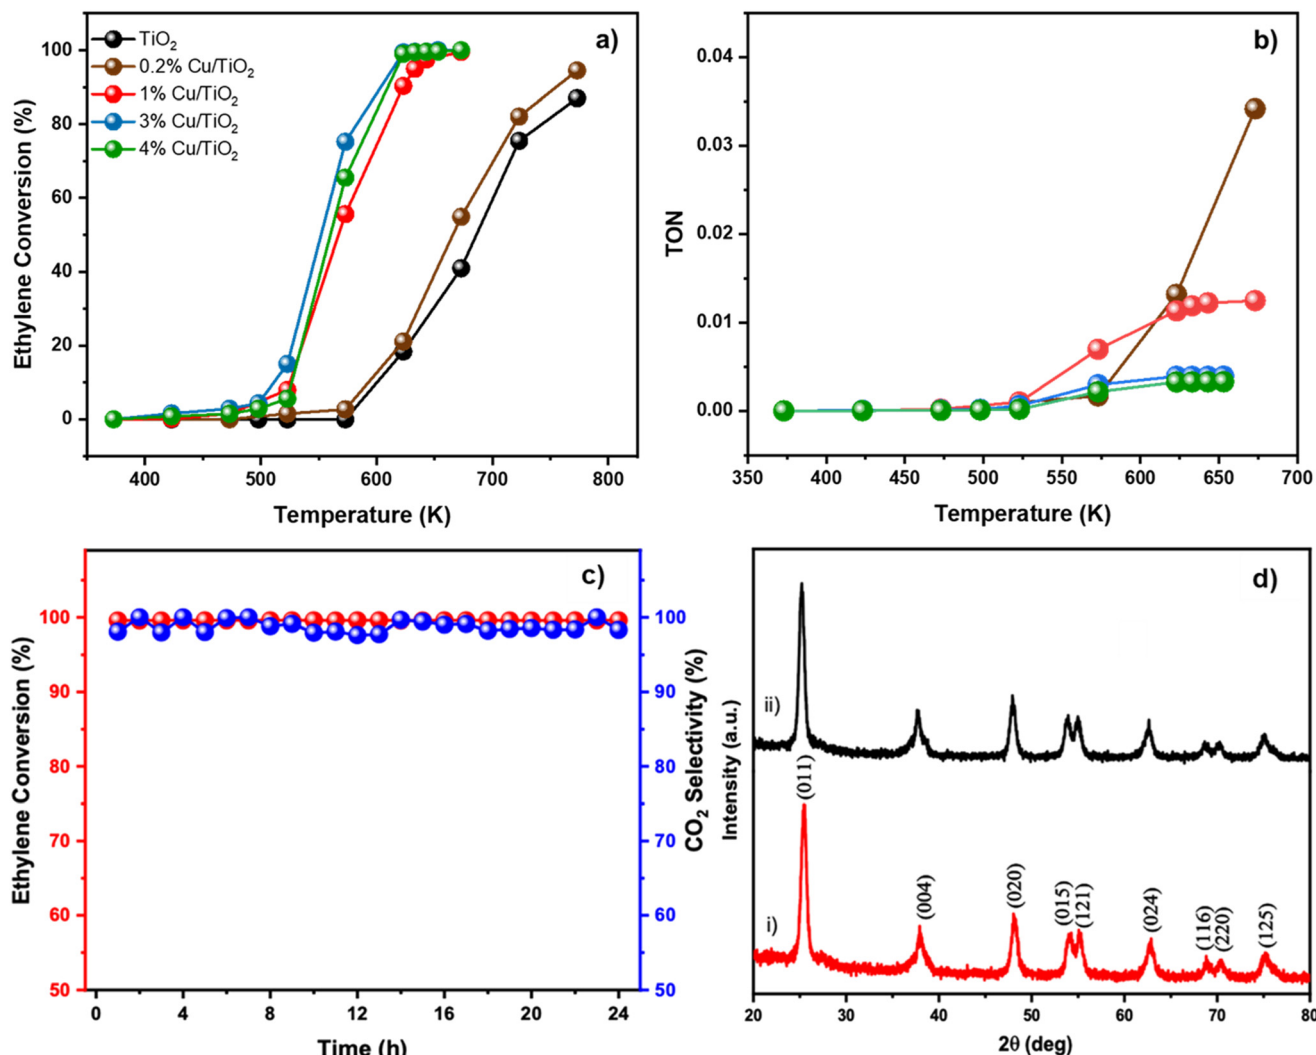 a)
TiO2
0.2% Cu/TiO2
1% Cu/TiO2
3% Cu/TiO2
4% Cu/TiO2
Ethylene Conversion (%)
100
80
60
40
20
0
400 500 600 700 800
Temperature (K)
b)
TON
0.04
0.03
0.02
0.01
0.00
350 400 450 500 550 600 650 700
Temperature (K)
c)
Ethylene Conversion (%)
100
90
80
70
60
50
CO2 Selectivity (%)
100
90
80
70
60
50
0 4 8 12 16 20 24
Time (h)
d)
Intensity (a.u.)
ii)
i)
(011)
(004)
(020)
(015)
(121)
(024)
(116)
(220)
(125)
20 30 40 50 60 70 80
2θ (deg)